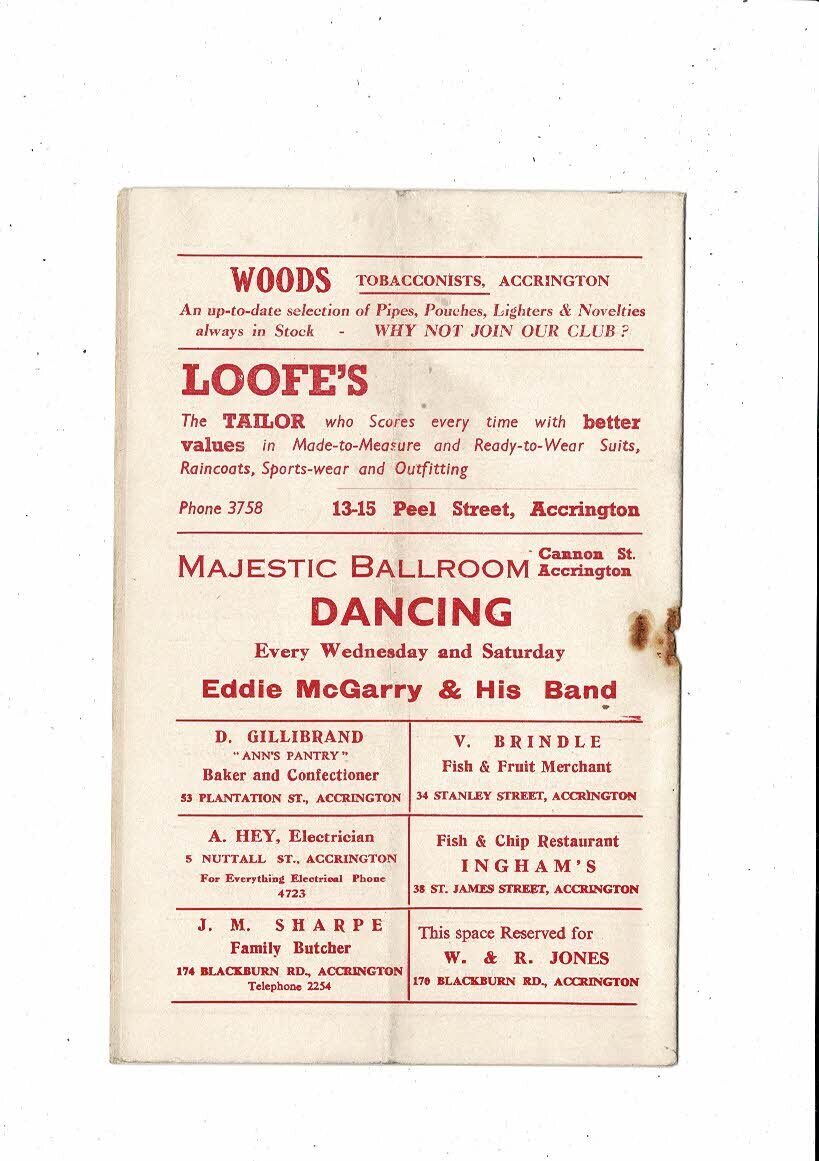 WOODS TOBACCONISTS, ACCRINGTON
An up-to-date selection of Pipes, Pouches, Lighters & Novelties
always in Stock - WHY NOT JOIN OUR CLUB ?
LOOFE'S
The TAILOR who Scores every time with better
values in Made-to-Measure and Ready-to-Wear Suits,
Raincoats, Sports-wear and Outfitting
Phone 3758 13-15 Peel Street, Accrington
MAJESTIC BALLROOM Cannon St.
Accrington
DANCING
Every Wednesday and Saturday
Eddie McGarry & His Band
D. GILLIBRAND
"ANN'S PANTRY"
Baker and Confectioner
53 PLANTATION ST., ACCRINGTON
V. BRINDLE
Fish & Fruit Merchant
34 STANLEY STREET, ACCRINGTON
A. HEY, Electrician
5 NUTTALL ST., ACCRINGTON
For Everything Electrical Phone
4723
Fish & Chip Restaurant
INGHAM'S
38 ST. JAMES STREET, ACCRINGTON
J. M. SHARPE
Family Butcher
174 BLACKBURN RD., ACCRINGTON
Telephone 2254
This space Reserved for
W. & R. JONES
170 BLACKBURN RD., ACCRINGTON